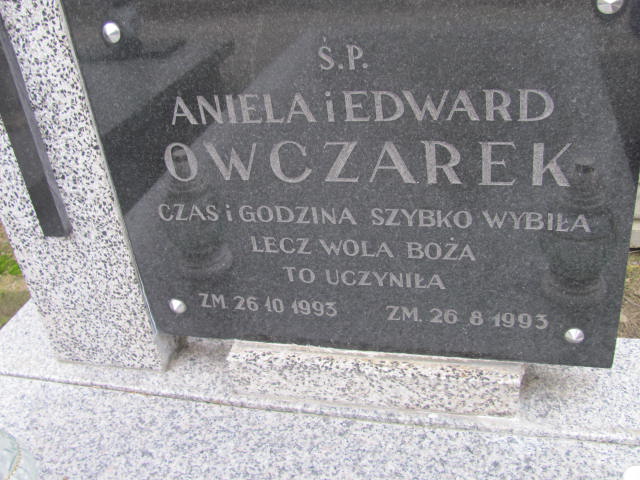 Ś.P.
ANIELA i EDWARD
OWCZAREK
CZAS i GODZINA SZYBKO WYBIŁA
LECZ WOLA BOŻA
TO UCZYNIŁA
ZM. 26 10 1993 ZM. 26 8 1993